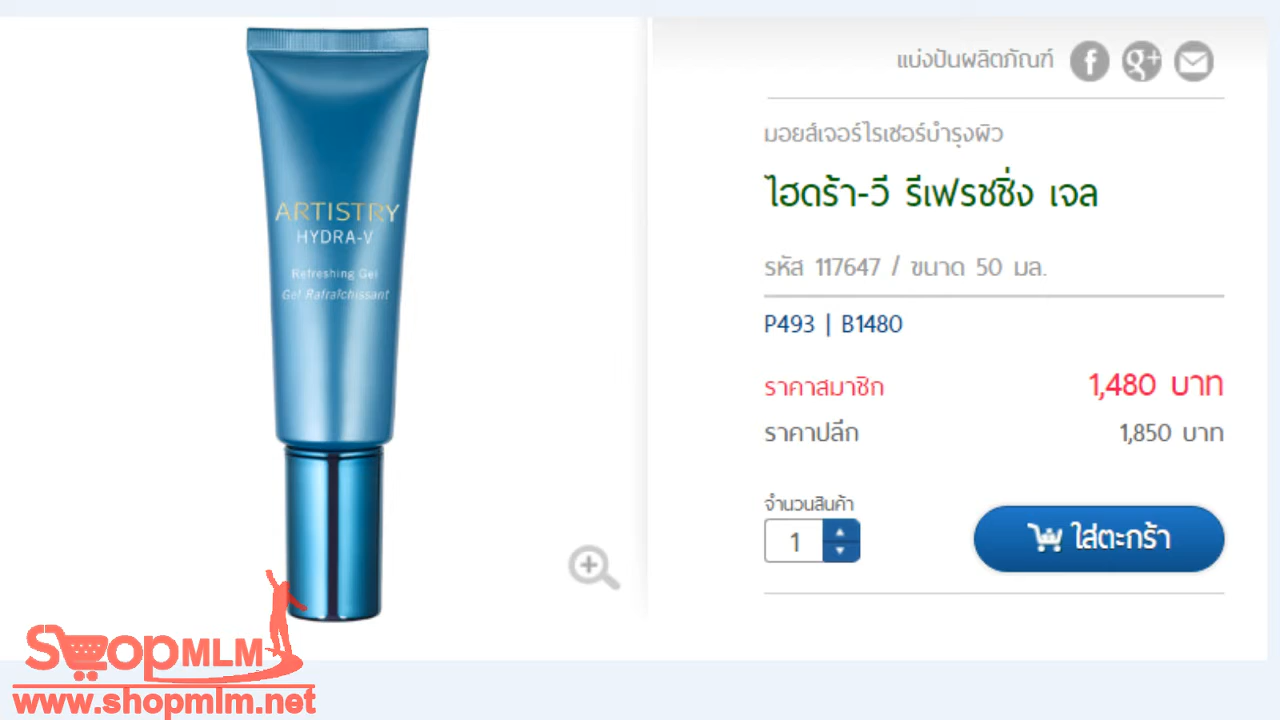 ARTISTRY
HYDRA-V
Refreshing Gel
Gel Rafraîchissant
แบ่งปันผลิตภัณฑ์
f
g+
มอยส์เจอร์ไรเซอร์บำรุงผิว
ไฮดร้า-วี รีเฟรชชิ่ง เจล
รหัส 117647 / ขนาด 50 มล.
P493 | B1480
ราคาสมาชิก 1,480 บาท
ราคาปลีก 1,850 บาท
จำนวนสินค้า
1
ใส่ตะกร้า
ShopMLM
www.shopmlm.net